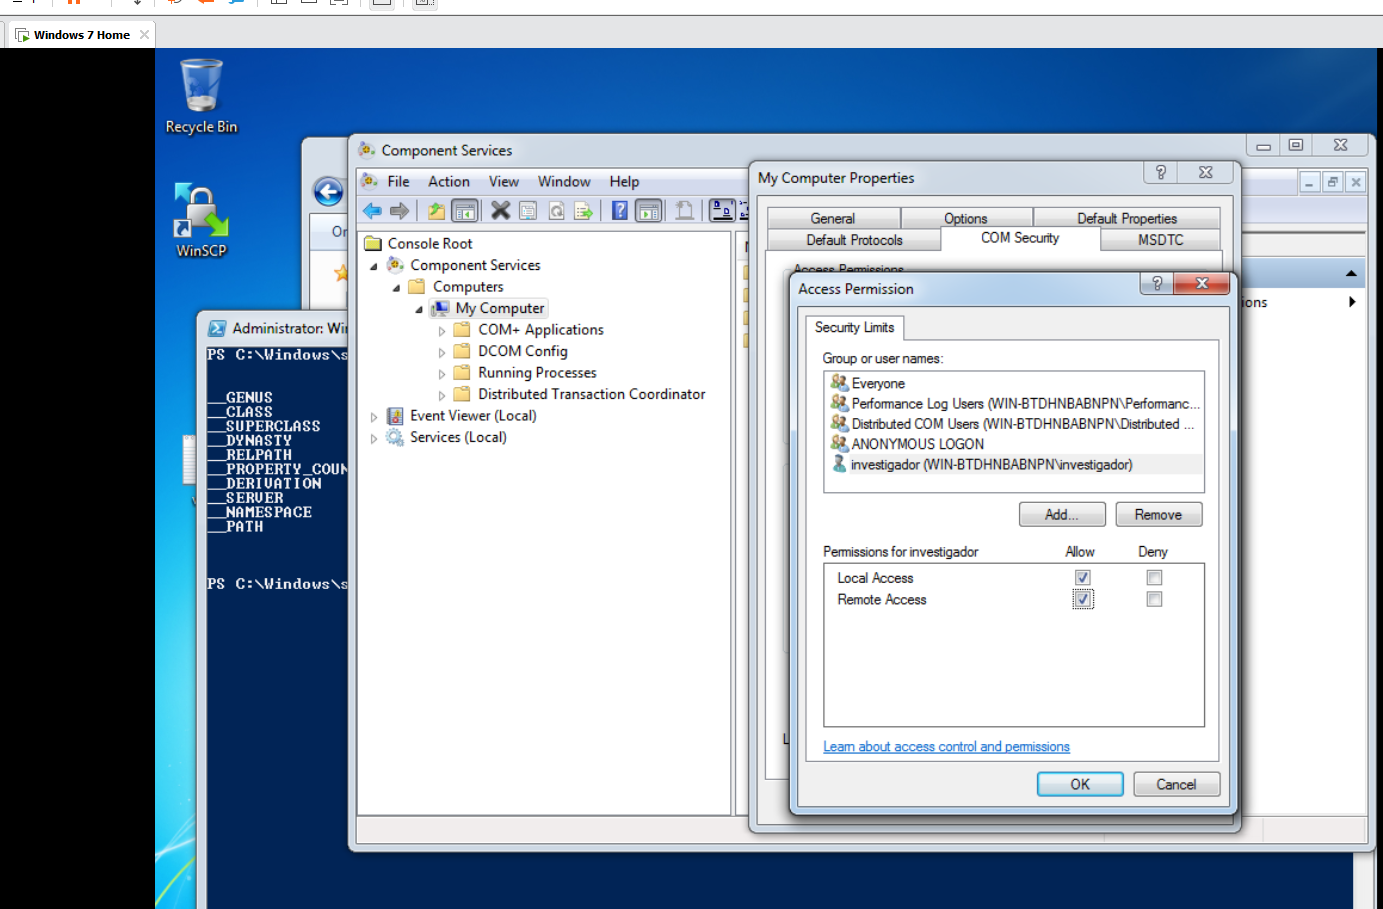 Windows 7 Home
Recycle Bin
WinSCP
Component Services
File Action View Window Help
Console Root
Component Services
Computers
My Computer
COM+ Applications
DCOM Config
Running Processes
Distributed Transaction Coordinator
Event Viewer (Local)
Services (Local)
Or
Administrator: Wi
PS C:\Windows\s
__GENUS
__CLASS
__SUPERCLASS
__DYNASTY
__RELPATH
__PROPERTY_COUN
__DERIVATION
__SERVER
__NAMESPACE
__PATH
PS C:\Windows\s
My Computer Properties
General Options Default Properties
Default Protocols COM Security MSDTC
Access Permissions
ions
Access Permission
Security Limits
Group or user names:
Everyone
Performance Log Users (WIN-BTDHNBABNPN\Performanc...
Distributed COM Users (WIN-BTDHNBABNPN\Distributed ...
ANONYMOUS LOGON
investigador (WIN-BTDHNBABNPN\investigador)
Add... Remove
Permissions for investigador Allow Deny
Local Access
Remote Access
Learn about access control and permissions
OK Cancel